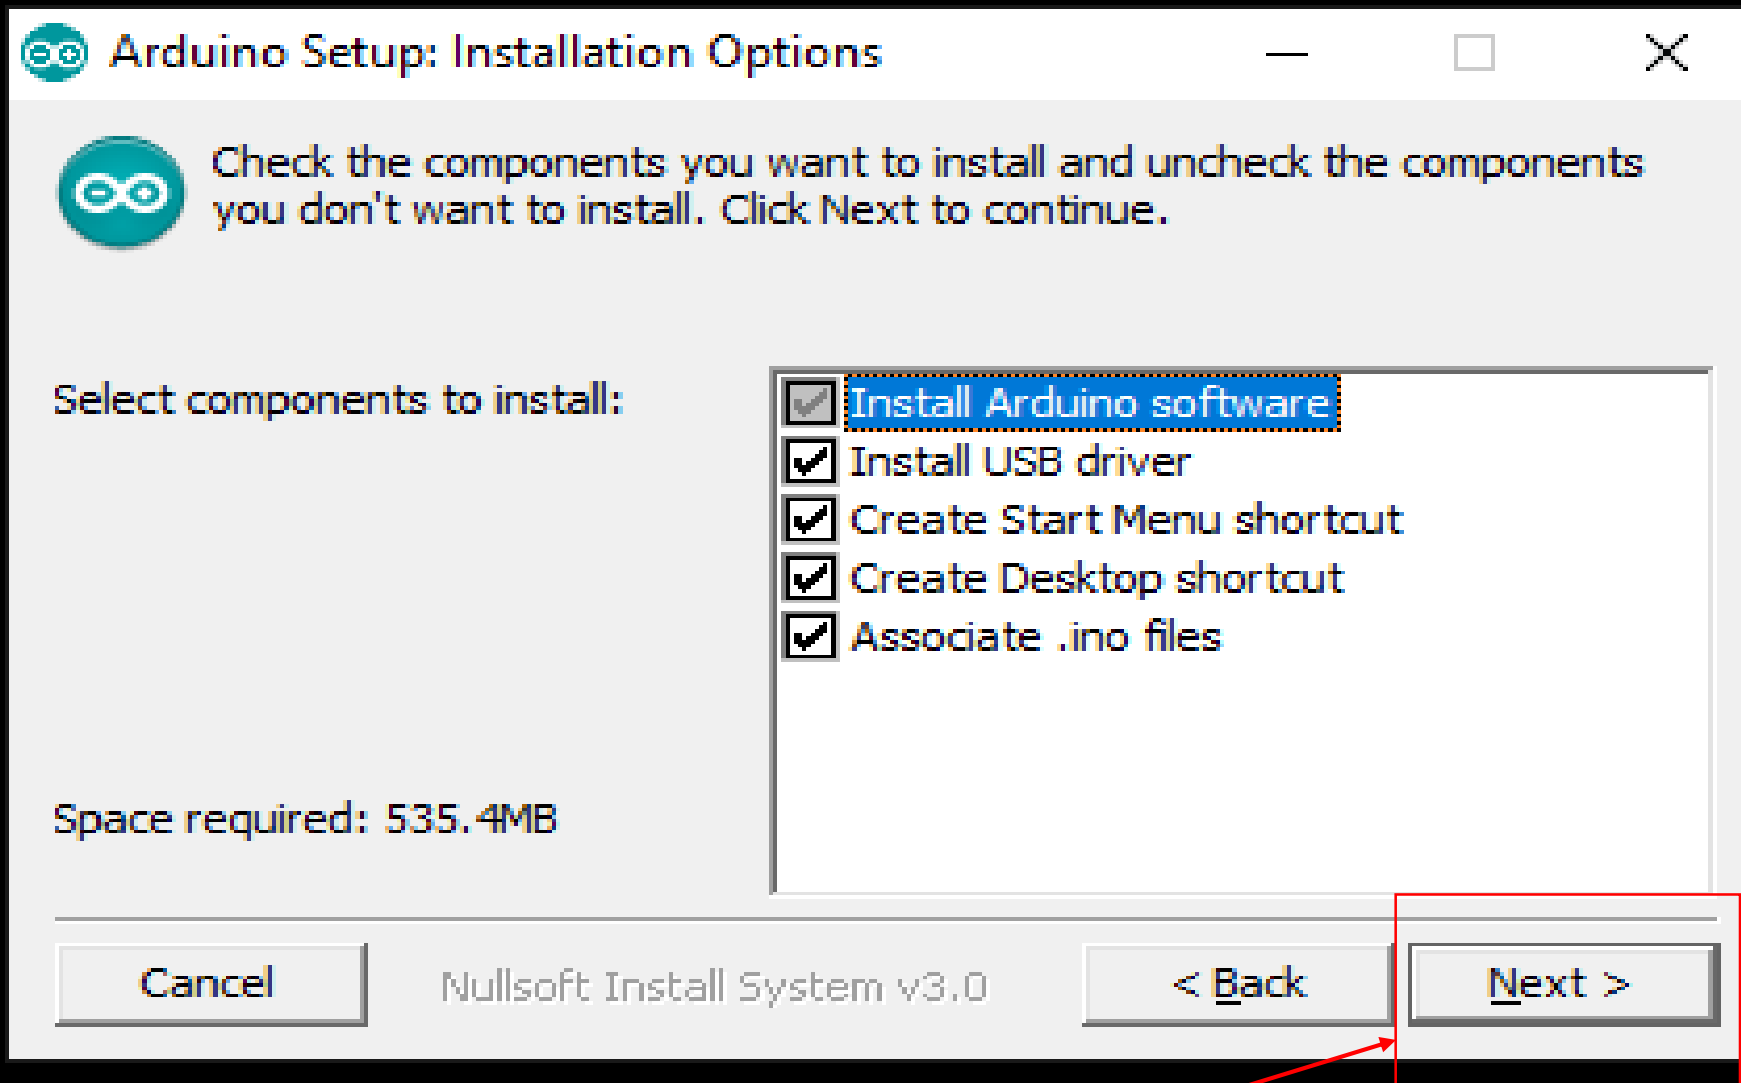 Arduino Setup: Installation Options
Check the components you want to install and uncheck the components
you don't want to install. Click Next to continue.
Select components to install:
Install Arduino software
Install USB driver
Create Start Menu shortcut
Create Desktop shortcut
Associate .ino files
Space required: 535.4MB
Cancel
Nullsoft Install System v3.0
< Back
Next >